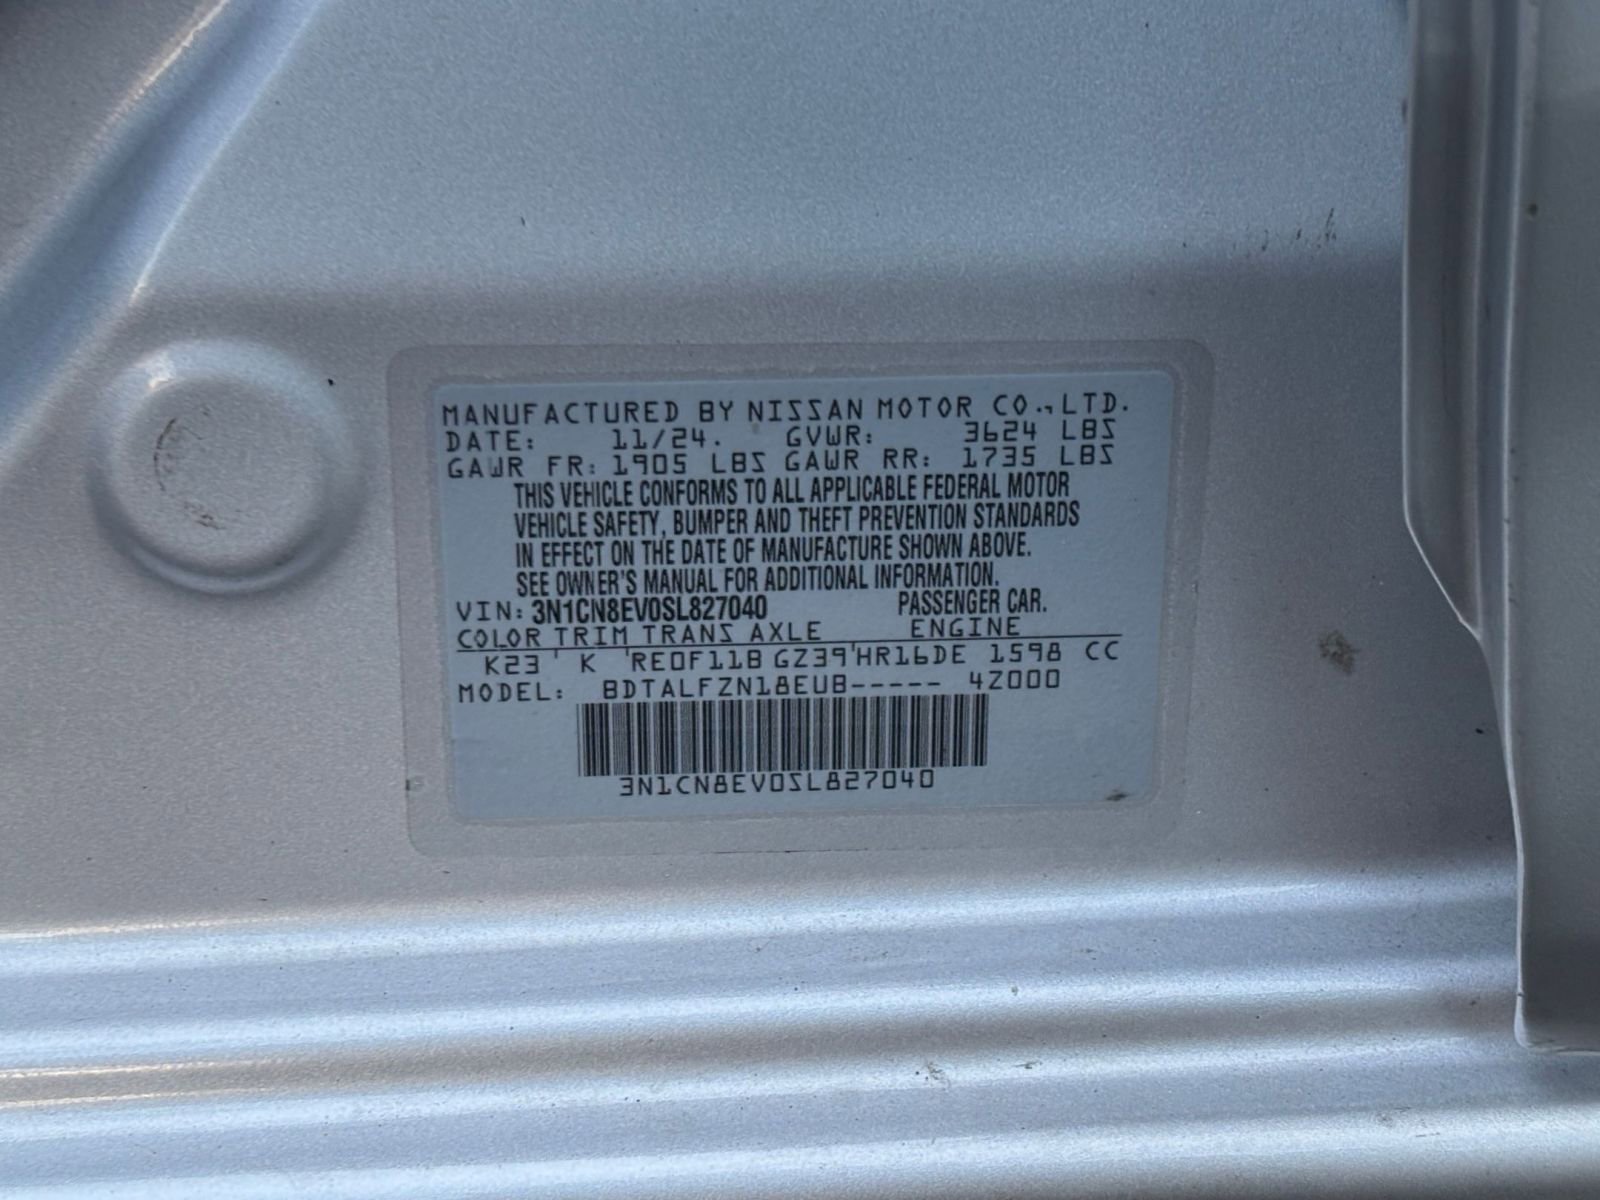 MANUFACTURED BY NISSAN MOTOR CO., LTD.
DATE: 11/24. GVWR: 3624 LBS
GAWR FR: 1905 LBS GAWR RR: 1735 LBS
THIS VEHICLE CONFORMS TO ALL APPLICABLE FEDERAL MOTOR
VEHICLE SAFETY, BUMPER AND THEFT PREVENTION STANDARDS
IN EFFECT ON THE DATE OF MANUFACTURE SHOWN ABOVE.
SEE OWNER'S MANUAL FOR ADDITIONAL INFORMATION.
VIN: 3N1CN8EV0SL827040 PASSENGER CAR.
COLOR TRIM TRANS AXLE ENGINE
K23 ' K 'RE0F11B GZ39'HR16DE 1598 CC
MODEL: BDTALFZN18EUB----- 4Z000
3N1CN8EV0SL827040